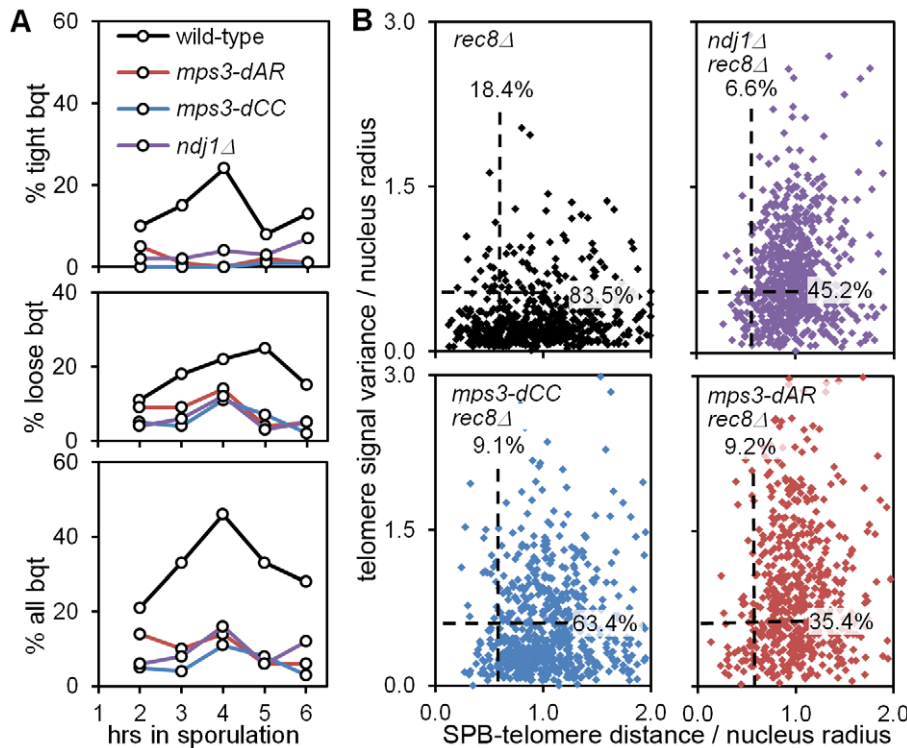 A
% tight bqt
60
40
20
0
wild-type
mps3-dAR
mps3-dCC
ndj1Δ
% loose bqt
40
20
0
% all bqt
60
40
20
0
1 2 3 4 5 6
hrs in sporulation
B
telomere signal variance / nucleus radius
3.0
1.5
0.0
rec8Δ
18.4%
83.5%
ndj1Δ
rec8Δ
6.6%
45.2%
3.0
1.5
0.0
mps3-dCC
rec8Δ
9.1%
63.4%
mps3-dAR
rec8Δ
9.2%
35.4%
0.0 1.0 2.0
0.0 1.0 2.0
SPB-telomere distance / nucleus radius